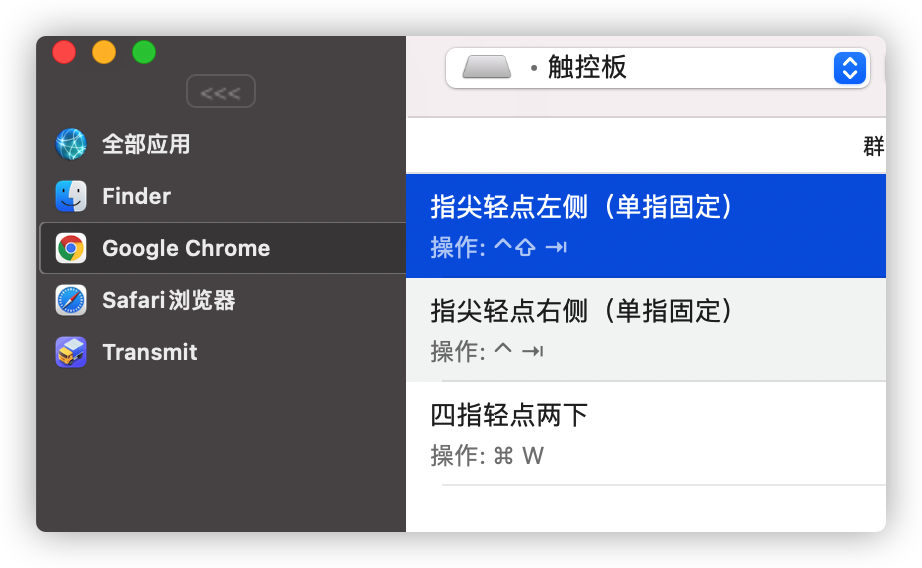 <<<
• 触控板
全部应用
Finder
Google Chrome
Safari浏览器
Transmit
群
指尖轻点左侧（单指固定）
操作: ⌃⇧ ⇥
指尖轻点右侧（单指固定）
操作: ⌃ ⇥
四指轻点两下
操作: ⌘ W